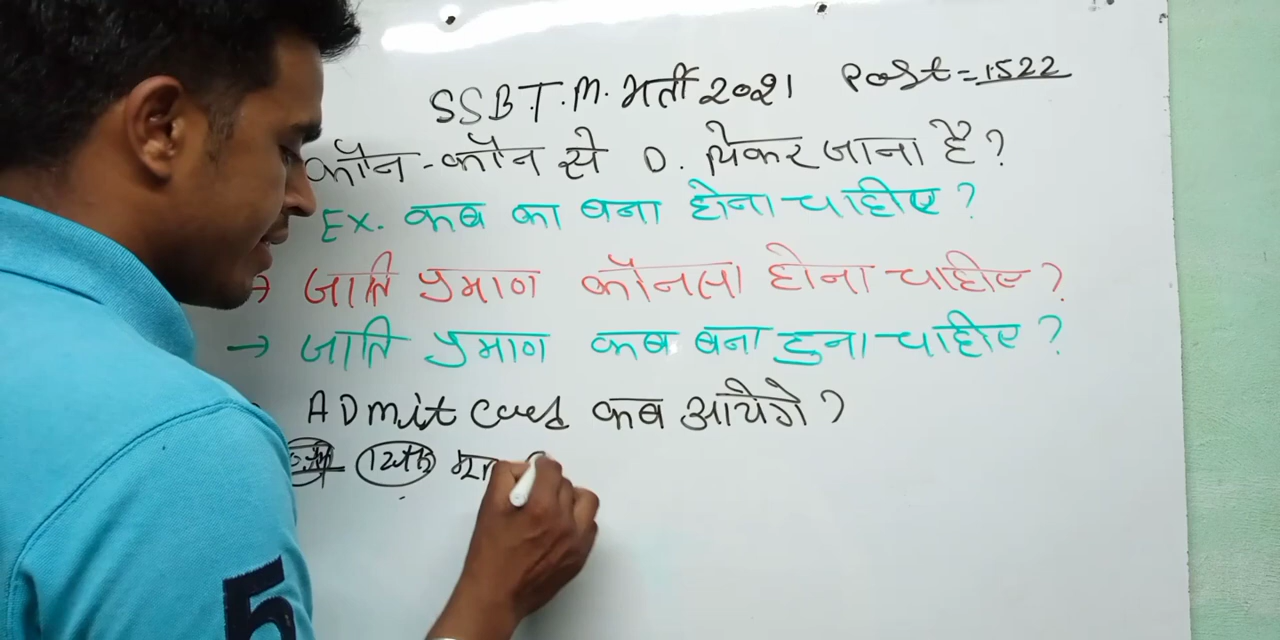 SSB T.M. भर्ती 2021 Post = 1522
कॉन-कॉन से D. लेकर जाना है?
Ex. कब का बना होना चाहीए?
→ जाति प्रमाण कॉनसा होना चाहीए?
→ जाति प्रमाण कब बना हुना चाहीए?
ADmit Card कब आयेगे?
12th
5